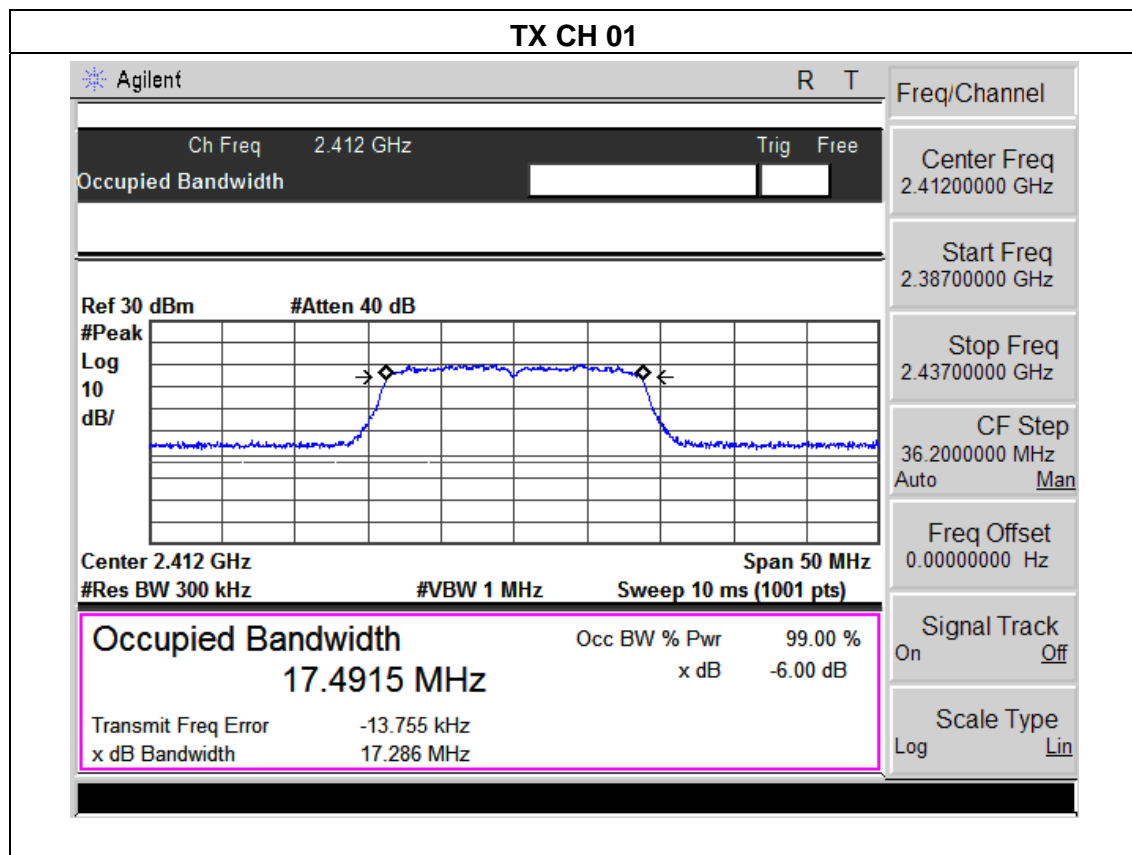 TX CH 01
Agilent R T
Ch Freq 2.412 GHz Trig Free
Occupied Bandwidth
Ref 30 dBm #Atten 40 dB
#Peak
Log
10
dB/
Center 2.412 GHz Span 50 MHz
#Res BW 300 kHz #VBW 1 MHz Sweep 10 ms (1001 pts)
Occupied Bandwidth Occ BW % Pwr 99.00 %
17.4915 MHz x dB -6.00 dB
Transmit Freq Error -13.755 kHz
x dB Bandwidth 17.286 MHz
Freq/Channel
Center Freq
2.41200000 GHz
Start Freq
2.38700000 GHz
Stop Freq
2.43700000 GHz
CF Step
36.2000000 MHz
Auto Man
Freq Offset
0.00000000 Hz
Signal Track
On Off
Scale Type
Log Lin